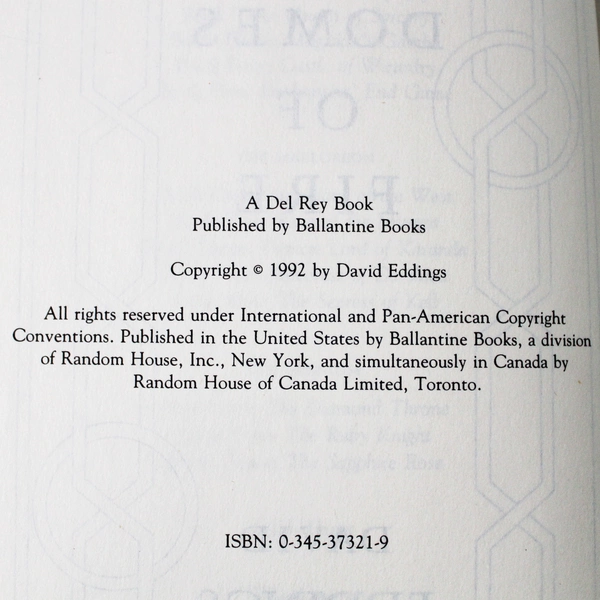 A Del Rey Book
Published by Ballantine Books
Copyright © 1992 by David Eddings
All rights reserved under International and Pan-American Copyright
Conventions. Published in the United States by Ballantine Books, a division
of Random House, Inc., New York, and simultaneously in Canada by
Random House of Canada Limited, Toronto.
ISBN: 0-345-37321-9